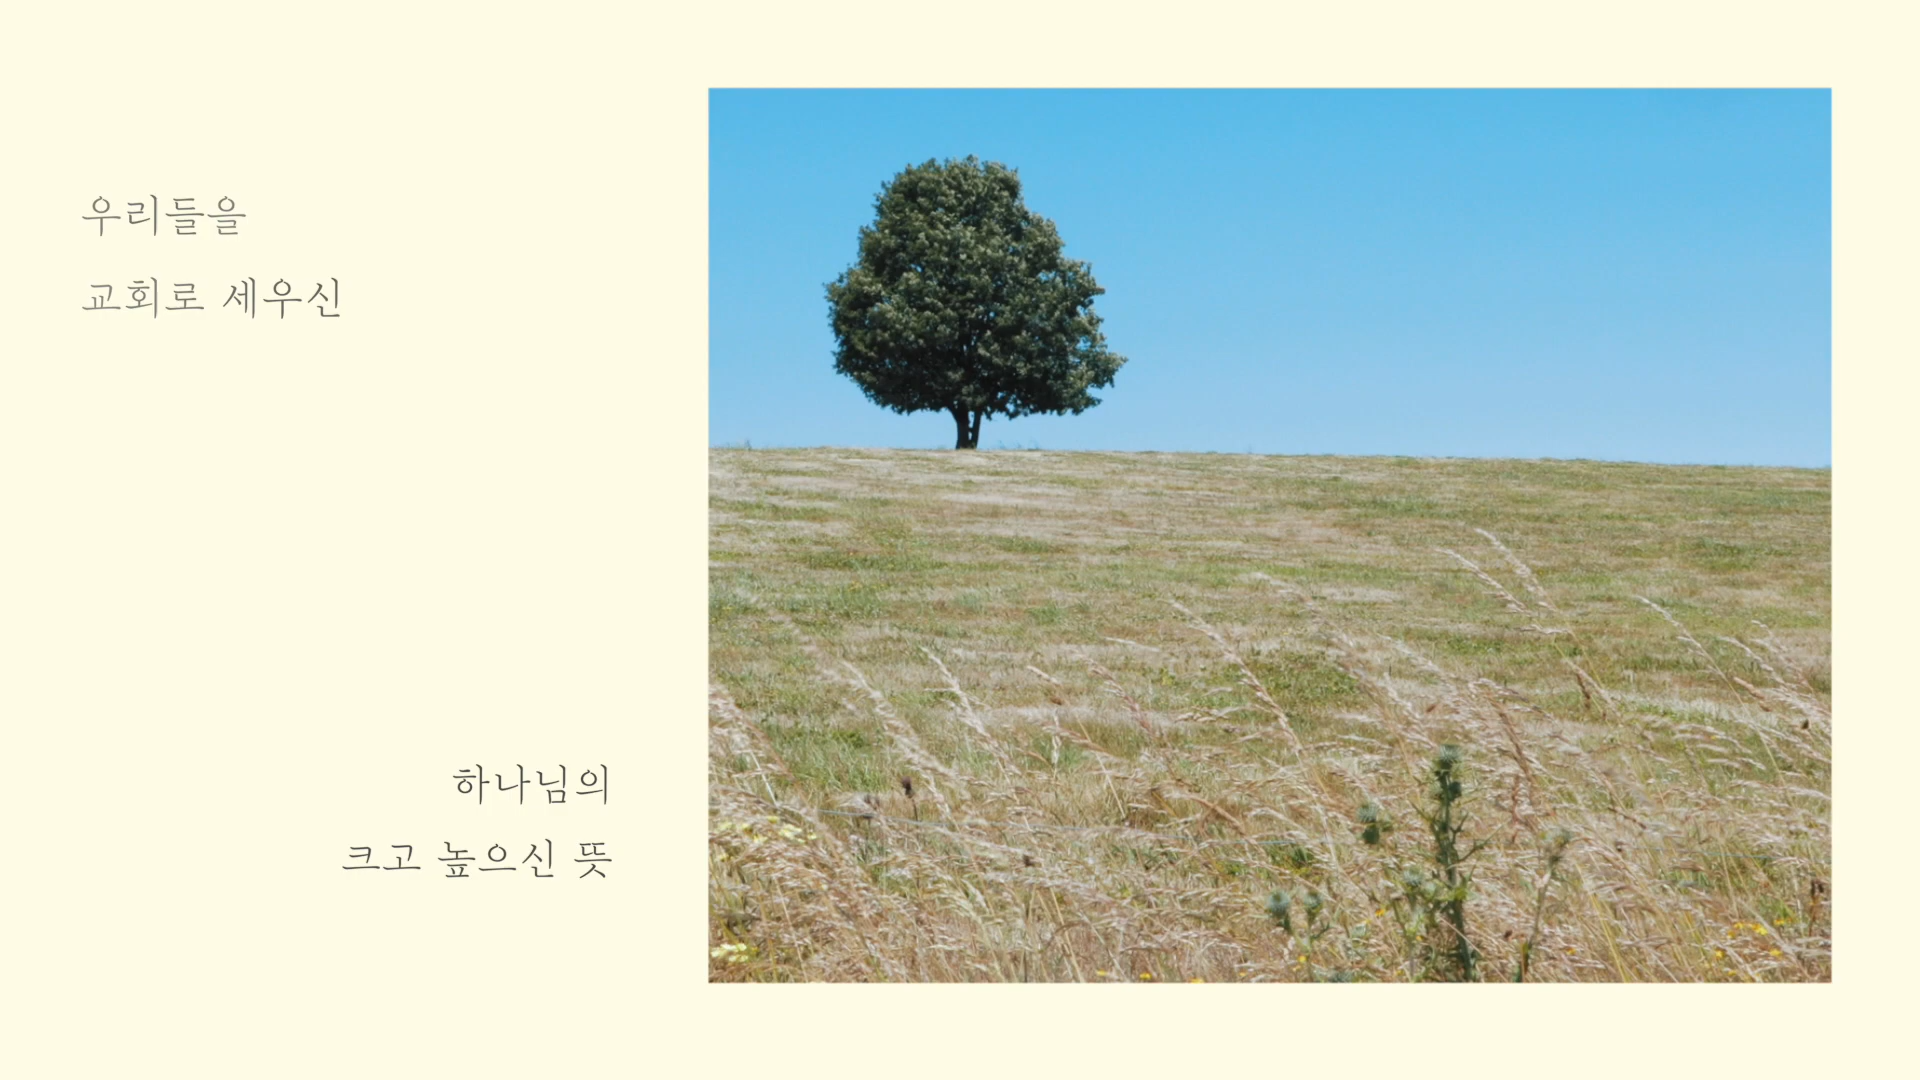 우리들을
교회로 세우신
하나님의
크고 높으신 뜻